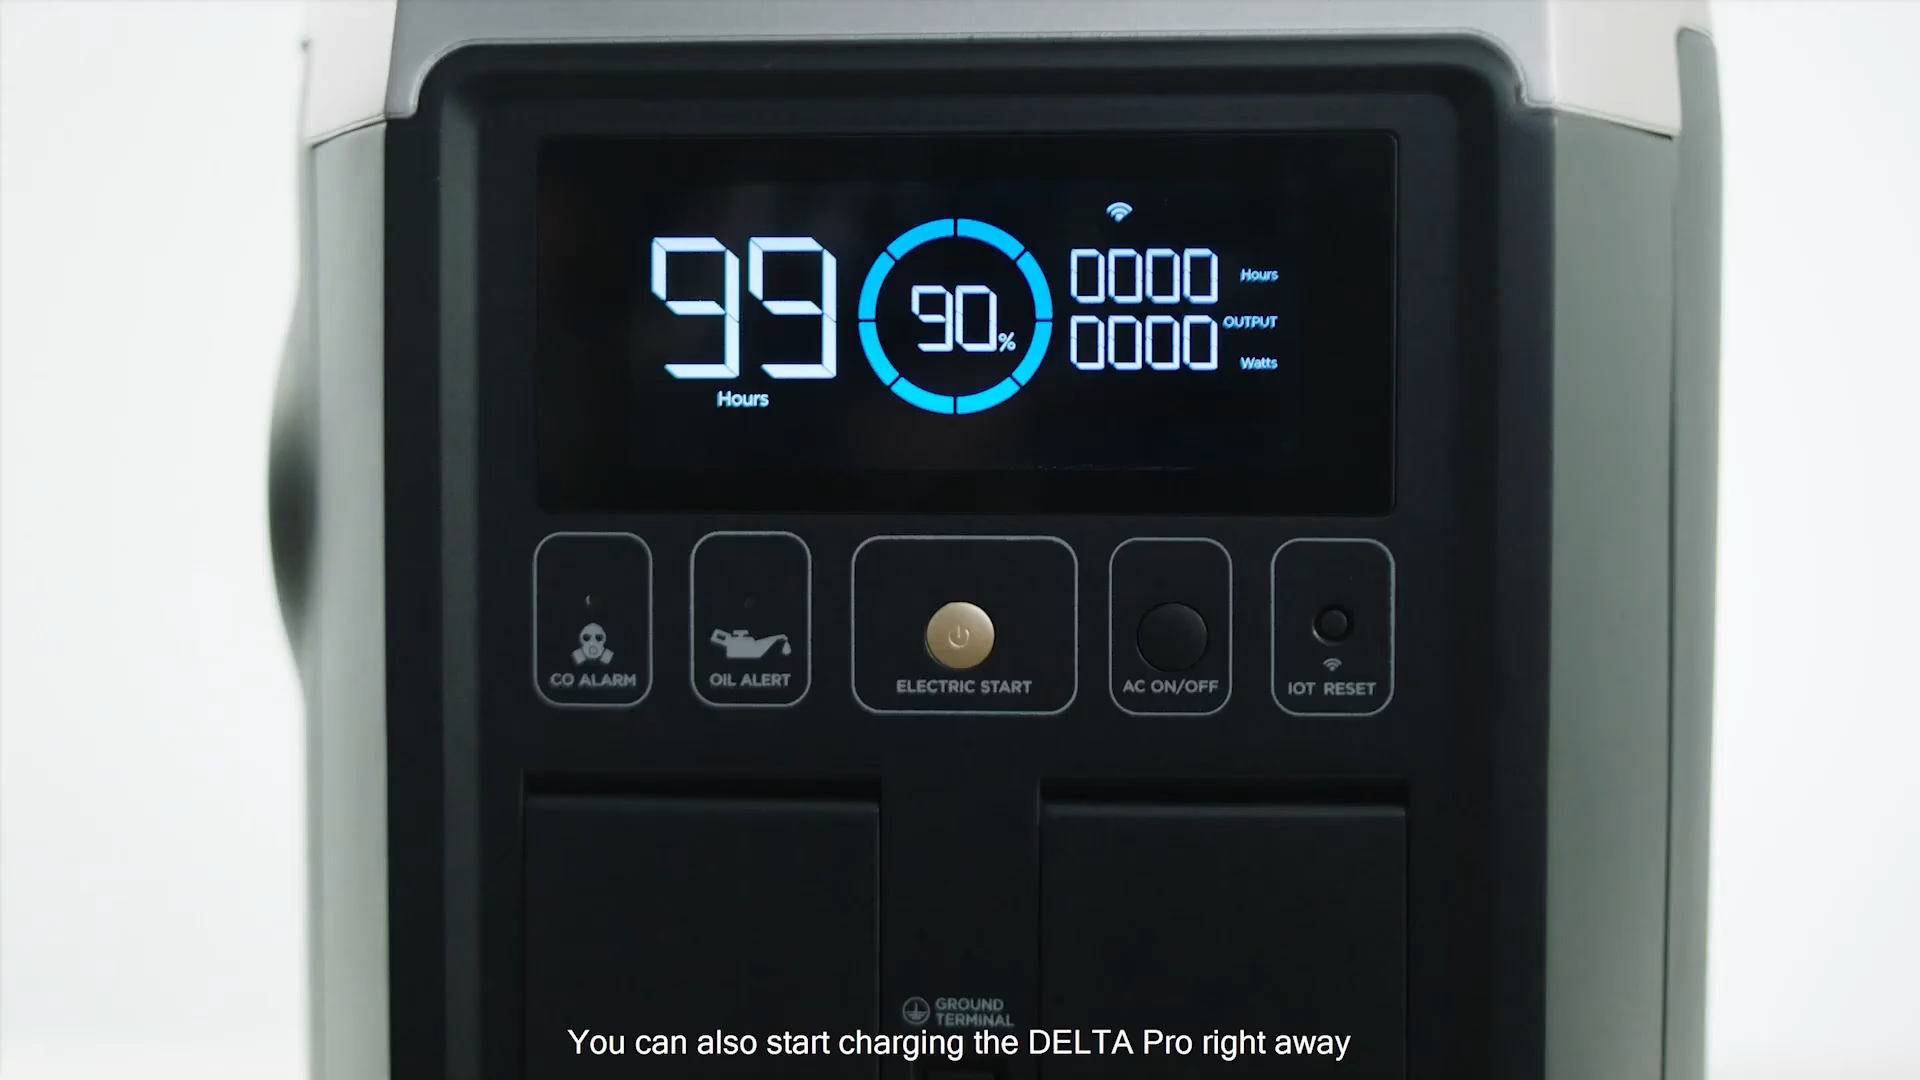 99
Hours
90%
0000 Hours
OUTPUT
0000 Watts
CO ALARM
OIL ALERT
ELECTRIC START
AC ON/OFF
IOT RESET
GROUND
TERMINAL
You can also start charging the DELTA Pro right away